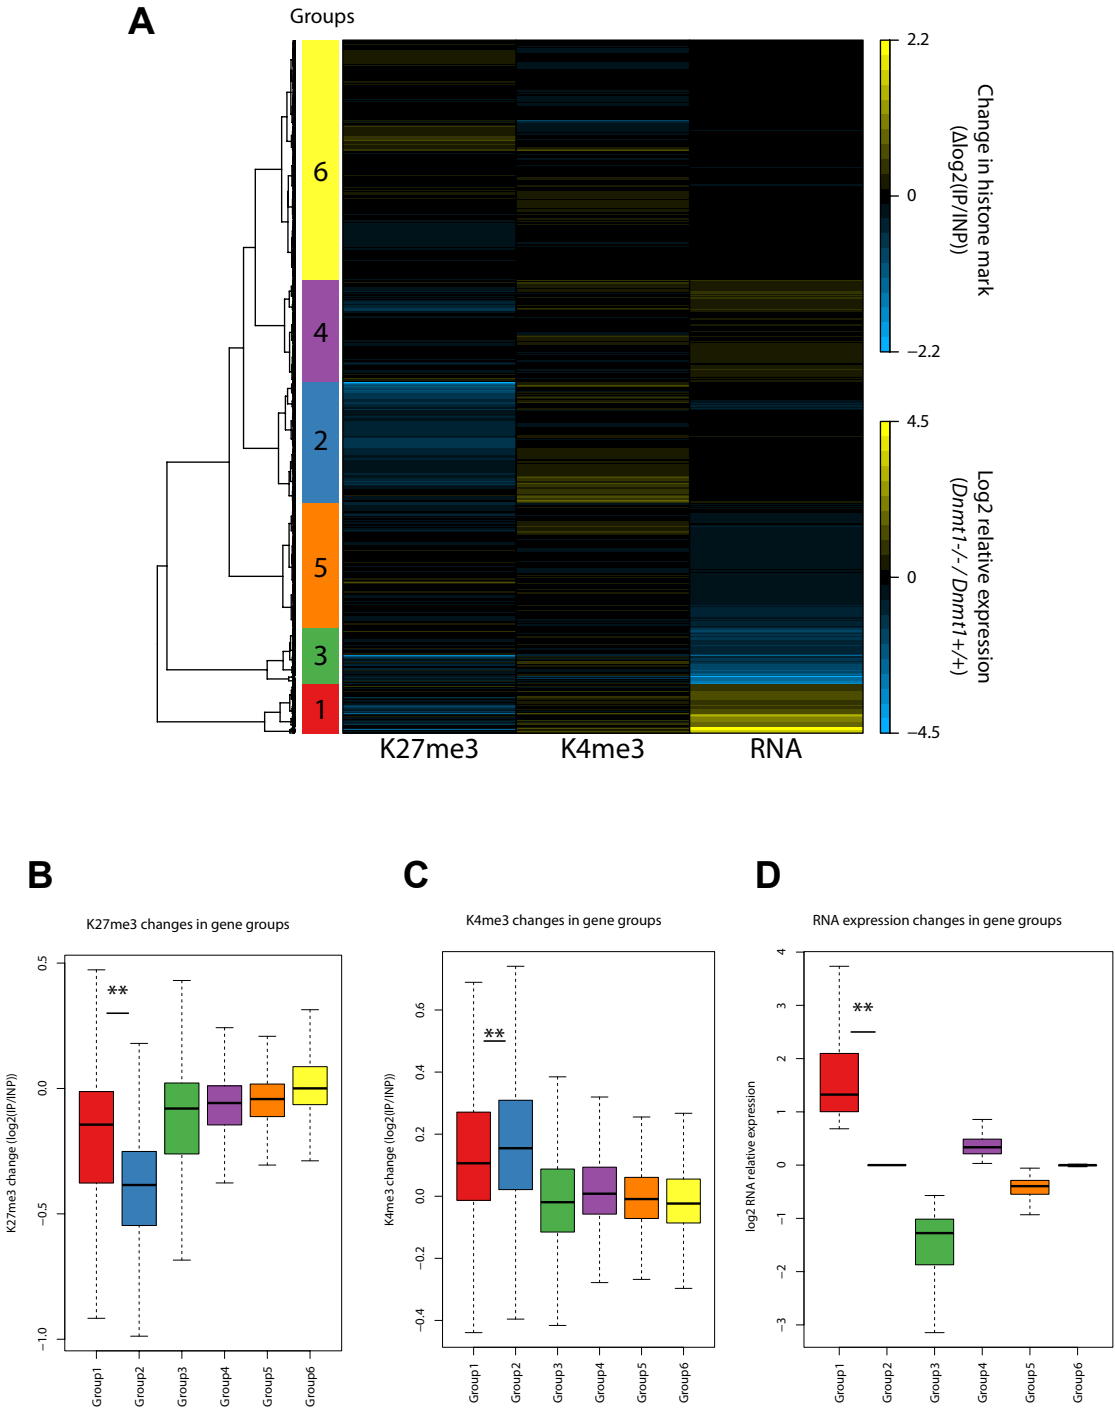 A
Groups
6
4
2
5
3
1
K27me3
K4me3
RNA
2.2
0
−2.2
Change in histone mark
(Δlog2(IP/INP))
4.5
0
−4.5
Log2 relative expression
(Dnmt1-/- / Dnmt1+/+)
B
K27me3 changes in gene groups
K27me3 change (log2(IP/INP))
0.5
0.0
−0.5
−1.0
**
Group1
Group2
Group3
Group4
Group5
Group6
C
K4me3 changes in gene groups
K4me3 change (log2(IP/INP))
0.6
0.4
0.2
0.0
−0.2
−0.4
**
Group1
Group2
Group3
Group4
Group5
Group6
D
RNA expression changes in gene groups
log2 RNA relative expression
4
3
2
1
0
−1
−2
−3
**
Group1
Group2
Group3
Group4
Group5
Group6